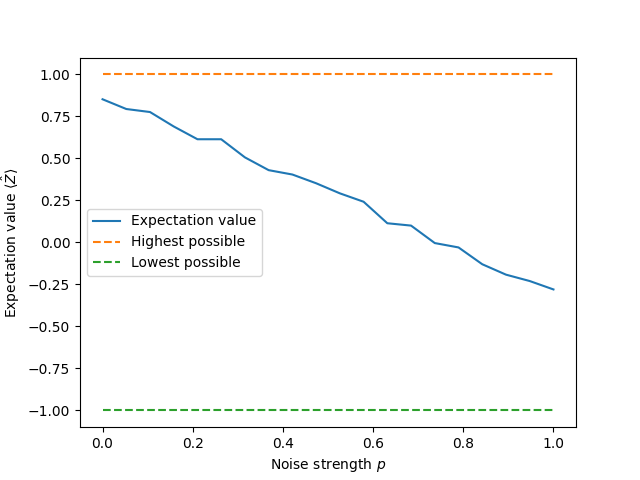 1.00
0.75
0.50
0.25
0.00
−0.25
−0.50
−0.75
−1.00
Expectation value ⟨Ẑ⟩
Expectation value
Highest possible
Lowest possible
0.0 0.2 0.4 0.6 0.8 1.0
Noise strength p